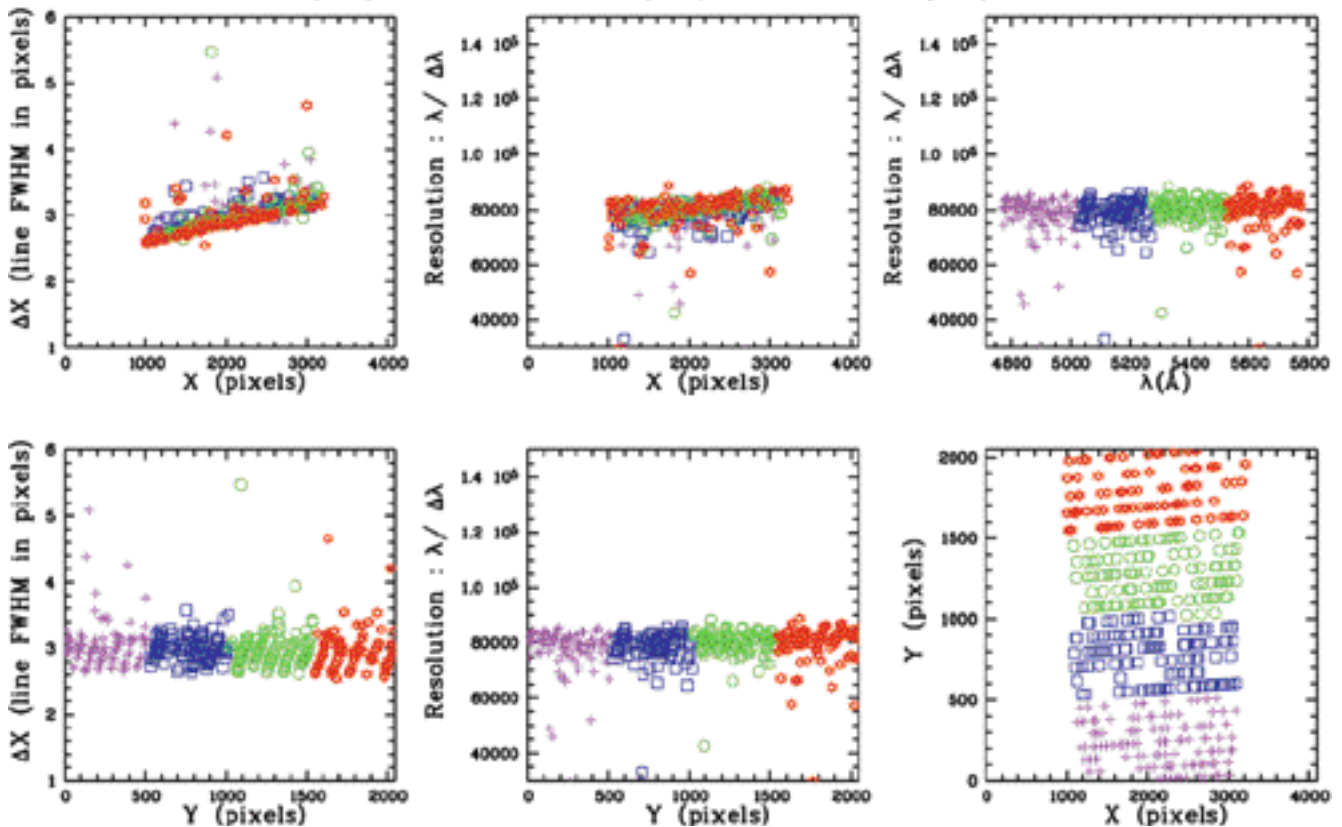 6
5
4
3
2
1
ΔX (line FWHM in pixels)
0 1000 2000 3000 4000
X (pixels)
1.4 10⁵
1.2 10⁵
1.0 10⁵
80000
60000
40000
Resolution : λ/ Δλ
0 1000 2000 3000 4000
X (pixels)
1.4 10⁵
1.2 10⁵
1.0 10⁵
80000
60000
40000
Resolution : λ/ Δλ
4800 5000 5200 5400 5600 5800
λ(Å)
6
5
4
3
2
1
ΔX (line FWHM in pixels)
0 500 1000 1500 2000
Y (pixels)
1.4 10⁵
1.2 10⁵
1.0 10⁵
80000
60000
40000
Resolution : λ/ Δλ
0 500 1000 1500 2000
Y (pixels)
2000
1500
1000
500
0
Y (pixels)
0 1000 2000 3000 4000
X (pixels)